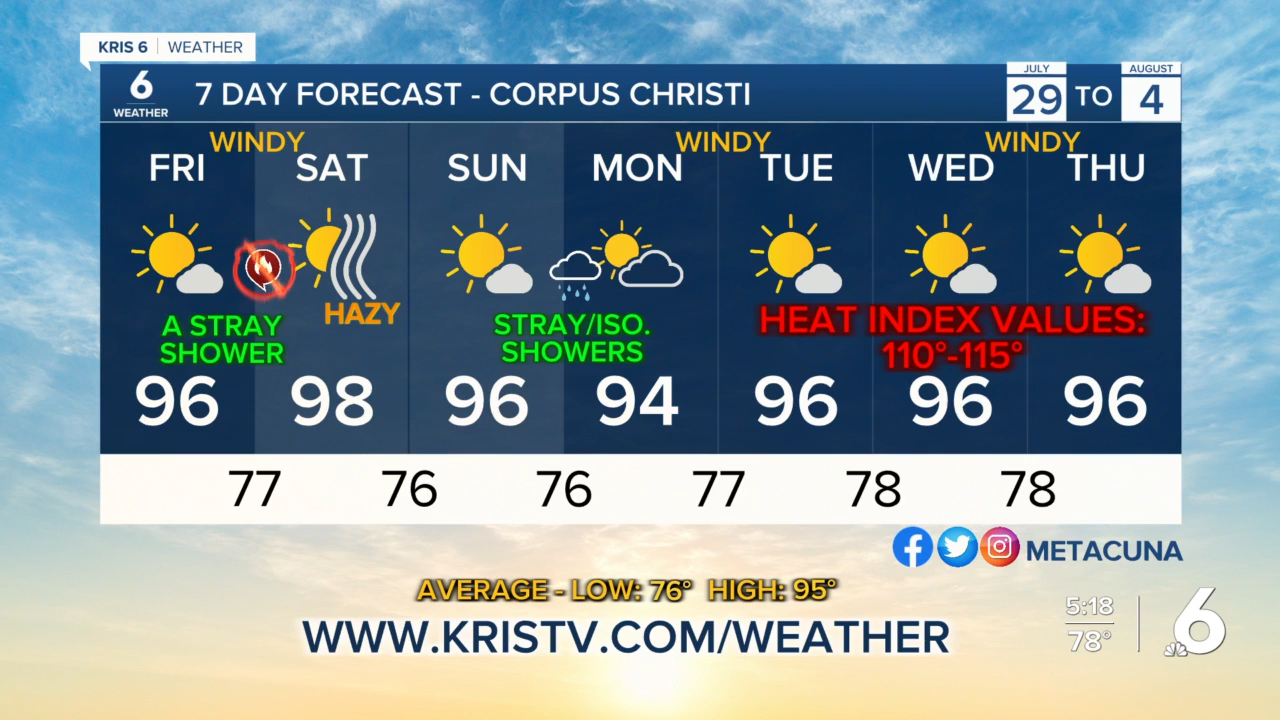 KRIS 6 | WEATHER
6
WEATHER
7 DAY FORECAST - CORPUS CHRISTI
JULY
29
TO
AUGUST
4
WINDY
WINDY
WINDY
FRI
SAT
SUN
MON
TUE
WED
THU
HAZY
A STRAY
SHOWER
STRAY/ISO.
SHOWERS
HEAT INDEX VALUES:
110°-115°
96
98
96
94
96
96
96
77
76
76
77
78
78
METACUNA
AVERAGE - LOW: 76° HIGH: 95°
WWW.KRISTV.COM/WEATHER
5:18
78°
6